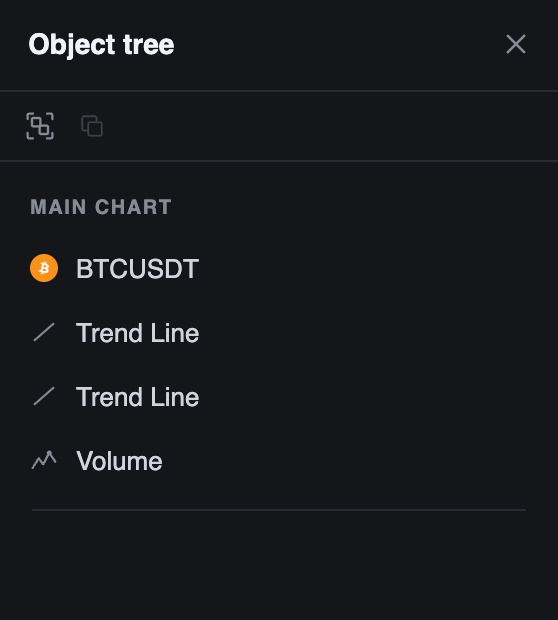 Object tree
MAIN CHART
BTCUSDT
Trend Line
Trend Line
Volume